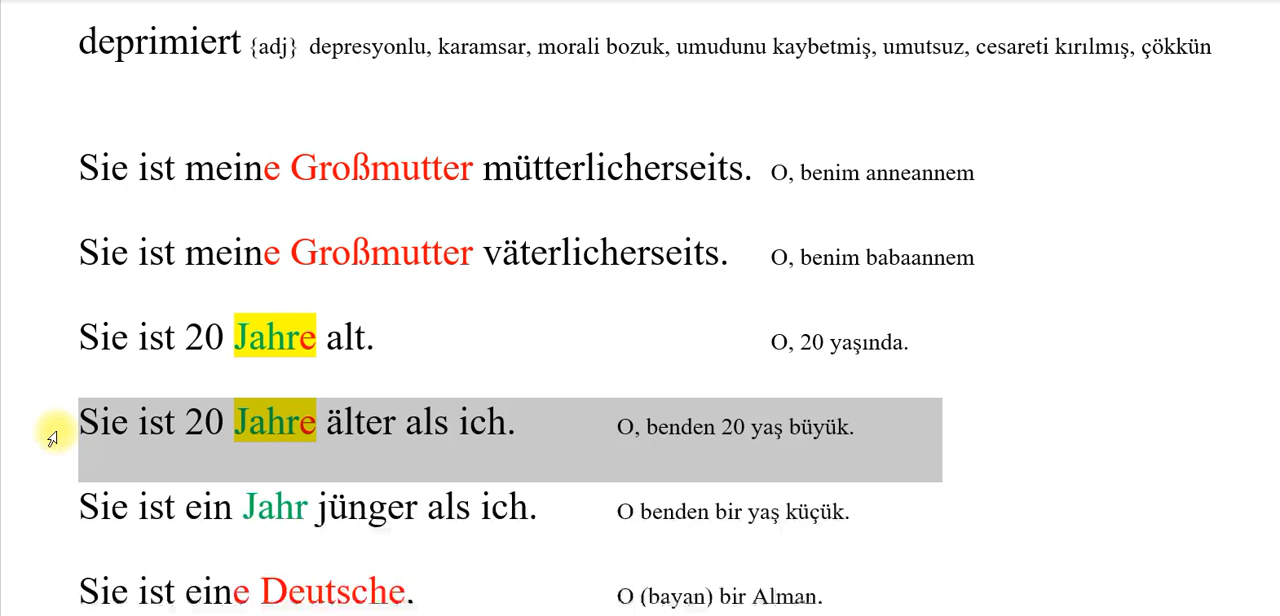 deprimiert {adj} depresyonlu, karamsar, morali bozuk, umudunu kaybetmiş, umutsuz, cesareti kırılmış, çökkün
Sie ist meine Großmutter mütterlicherseits. O, benim anneannem
Sie ist meine Großmutter väterlicherseits. O, benim babaannem
Sie ist 20 Jahre alt. O, 20 yaşında.
Sie ist 20 Jahre älter als ich. O, benden 20 yaş büyük.
Sie ist ein Jahr jünger als ich. O benden bir yaş küçük.
Sie ist eine Deutsche. O (bayan) bir Alman.